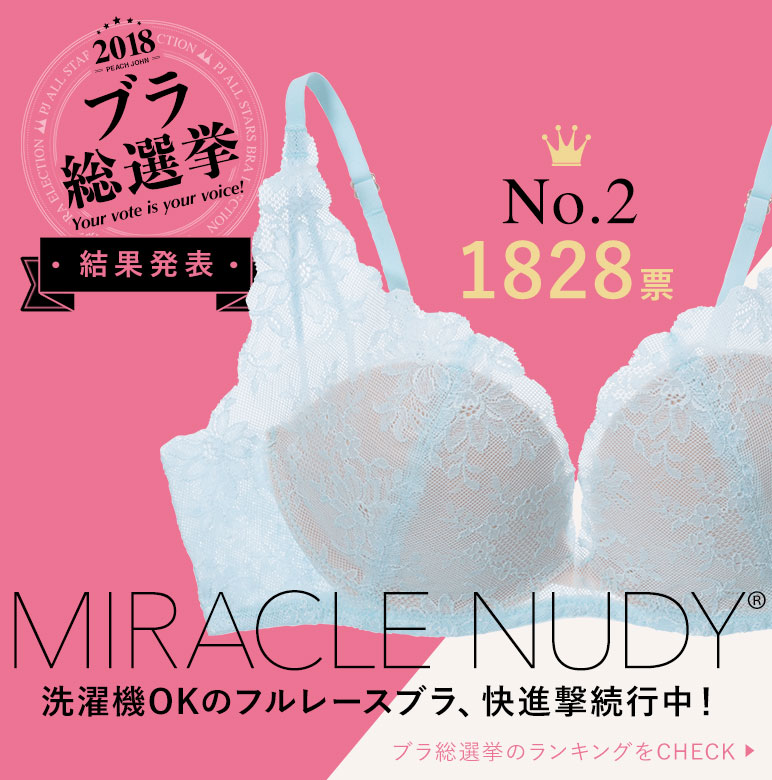 2018
PEACH JOHN
ブラ
総選挙
Your vote is your voice!
・結果発表・
No.2
1828票
MIRACLE NUDY®
洗濯機OKのフルレースブラ、快進撃続行中！
ブラ総選挙のランキングをCHECK